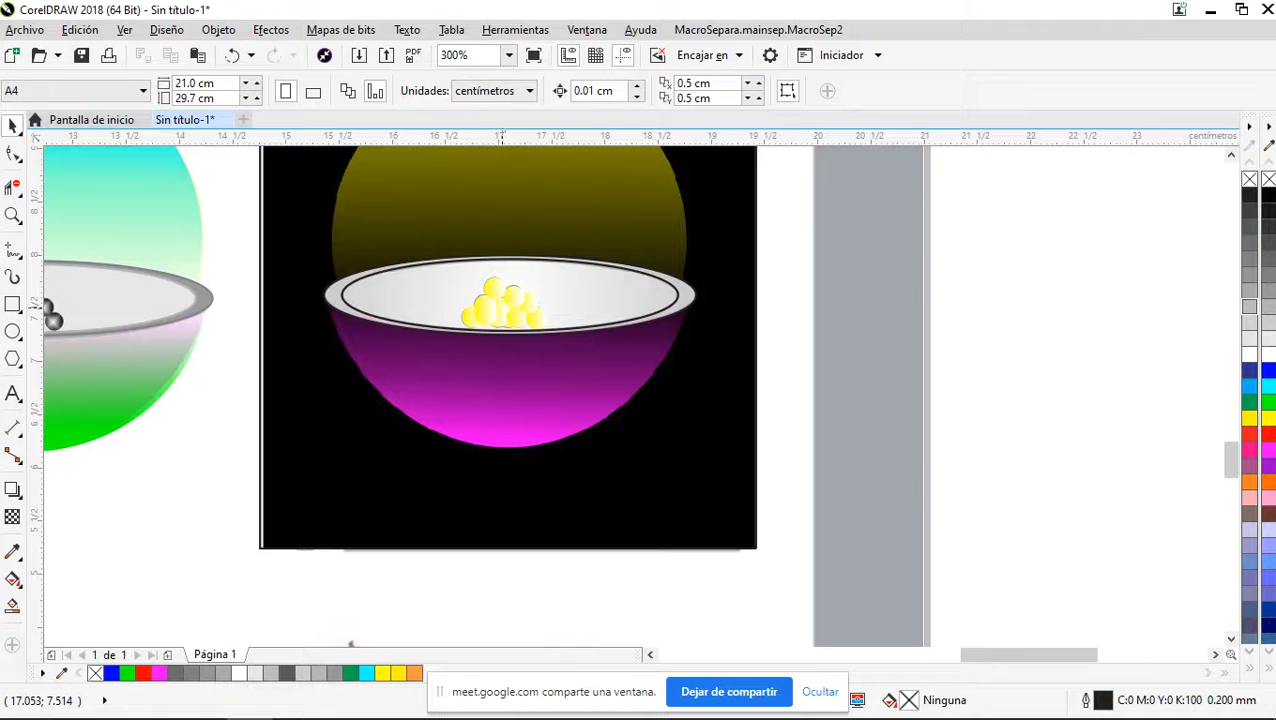 CorelDRAW 2018 (64 Bit) - Sin título-1*
Archivo Edición Ver Diseño Objeto Efectos Mapas de bits Texto Tabla Herramientas Ventana Ayuda MacroSepara.mainsep.MacroSep2
PDF 300% Encajar en Iniciador
A4 21.0 cm 29.7 cm Unidades: centímetros 0.01 cm 0.5 cm 0.5 cm
Pantalla de inicio Sin título-1*
13 13 1/2 14 14 1/2 15 15 1/2 16 16 1/2 17 17 1/2 18 18 1/2 19 19 1/2 20 20 1/2 21 21 1/2 22 22 1/2 23 centímetros
1 de 1 Página 1
meet.google.com comparte una ventana. Dejar de compartir Ocultar
(17.053; 7.514 ) Ninguna C:0 M:0 Y:0 K:100 0.200 mm